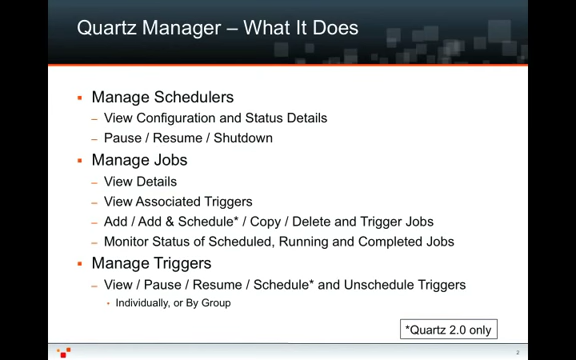 Quartz Manager – What It Does
▪ Manage Schedulers
– View Configuration and Status Details
– Pause / Resume / Shutdown
▪ Manage Jobs
– View Details
– View Associated Triggers
– Add / Add & Schedule* / Copy / Delete and Trigger Jobs
– Monitor Status of Scheduled, Running and Completed Jobs
▪ Manage Triggers
– View / Pause / Resume / Schedule* and Unschedule Triggers
• Individually, or By Group
*Quartz 2.0 only
2